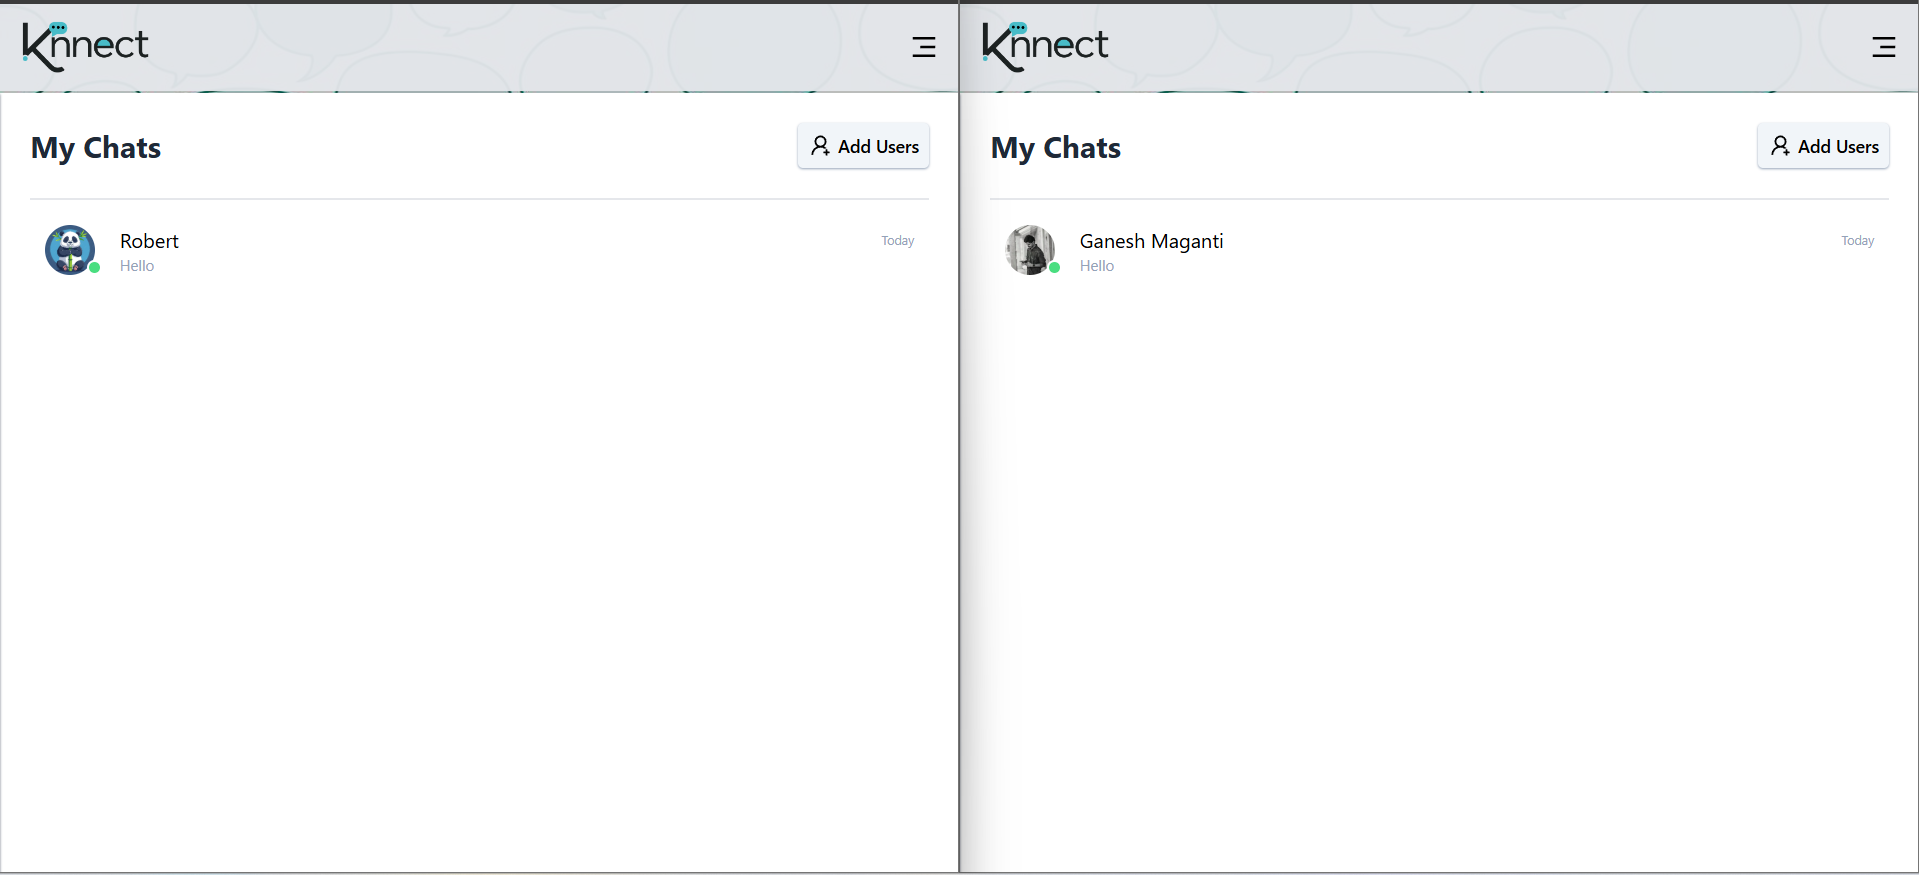 Knnect
My Chats
Add Users
Robert
Today
Hello
Knnect
My Chats
Add Users
Ganesh Maganti
Today
Hello